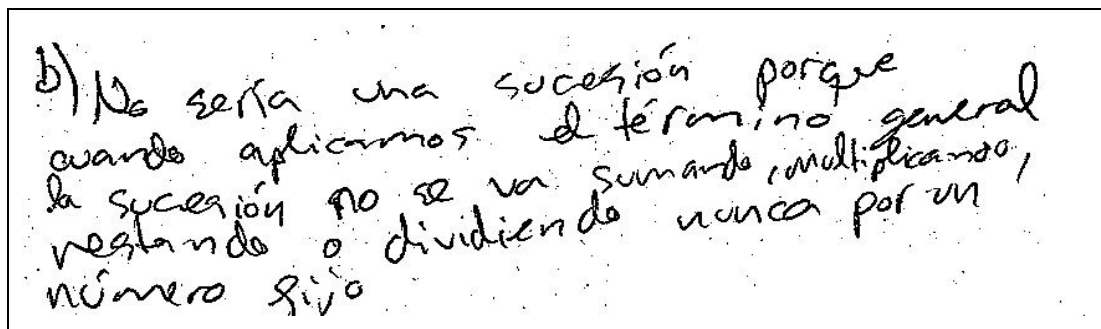 b) No sería una sucesión porque
cuando aplicamos el término general
la sucesión no se va sumando, multiplicando,
restando o dividiendo nunca por un
número fijo